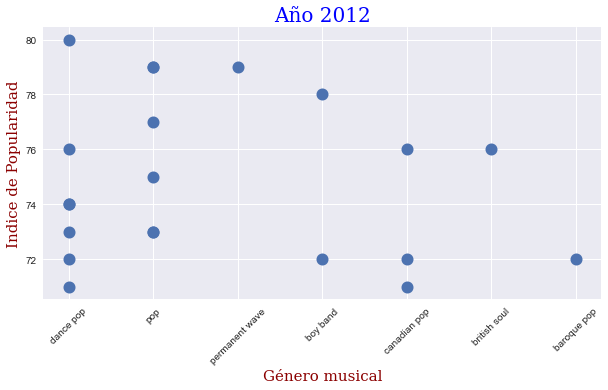 Año 2012
Indice de Popularidad
80
78
76
74
72
dance pop
pop
permanent wave
boy band
canadian pop
british soul
baroque pop
Género musical